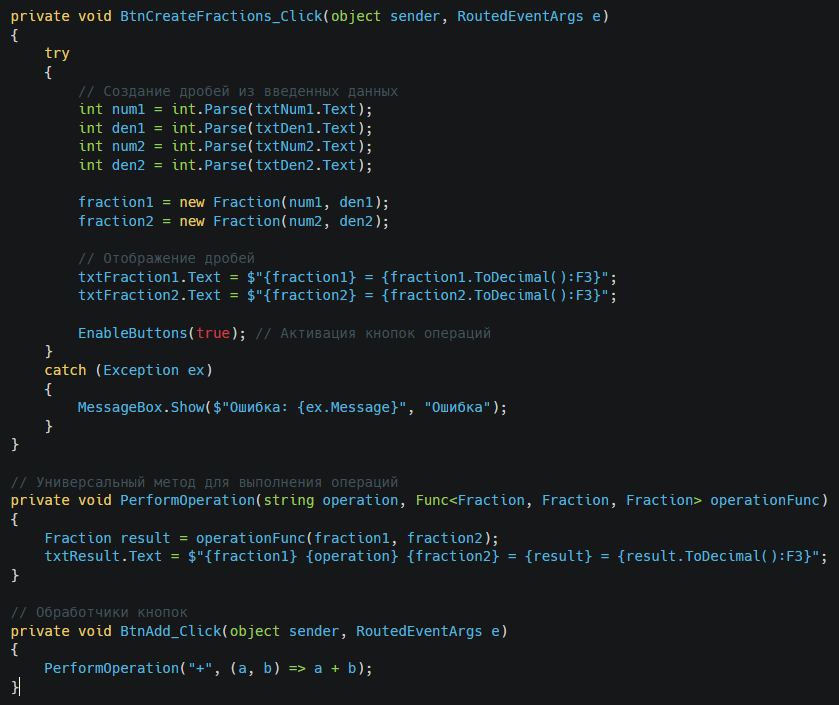 private void BtnCreateFractions_Click(object sender, RoutedEventArgs e)
{
    try
    {
        // Создание дробей из введенных данных
        int num1 = int.Parse(txtNum1.Text);
        int den1 = int.Parse(txtDen1.Text);
        int num2 = int.Parse(txtNum2.Text);
        int den2 = int.Parse(txtDen2.Text);

        fraction1 = new Fraction(num1, den1);
        fraction2 = new Fraction(num2, den2);

        // Отображение дробей
        txtFraction1.Text = $"{fraction1} = {fraction1.ToDecimal():F3}";
        txtFraction2.Text = $"{fraction2} = {fraction2.ToDecimal():F3}";

        EnableButtons(true); // Активация кнопок операций
    }
    catch (Exception ex)
    {
        MessageBox.Show($"Ошибка: {ex.Message}", "Ошибка");
    }
}

// Универсальный метод для выполнения операций
private void PerformOperation(string operation, Func<Fraction, Fraction, Fraction> operationFunc)
{
    Fraction result = operationFunc(fraction1, fraction2);
    txtResult.Text = $"{fraction1} {operation} {fraction2} = {result} = {result.ToDecimal():F3}";
}

// Обработчики кнопок
private void BtnAdd_Click(object sender, RoutedEventArgs e)
{
    PerformOperation("+", (a, b) => a + b);
}